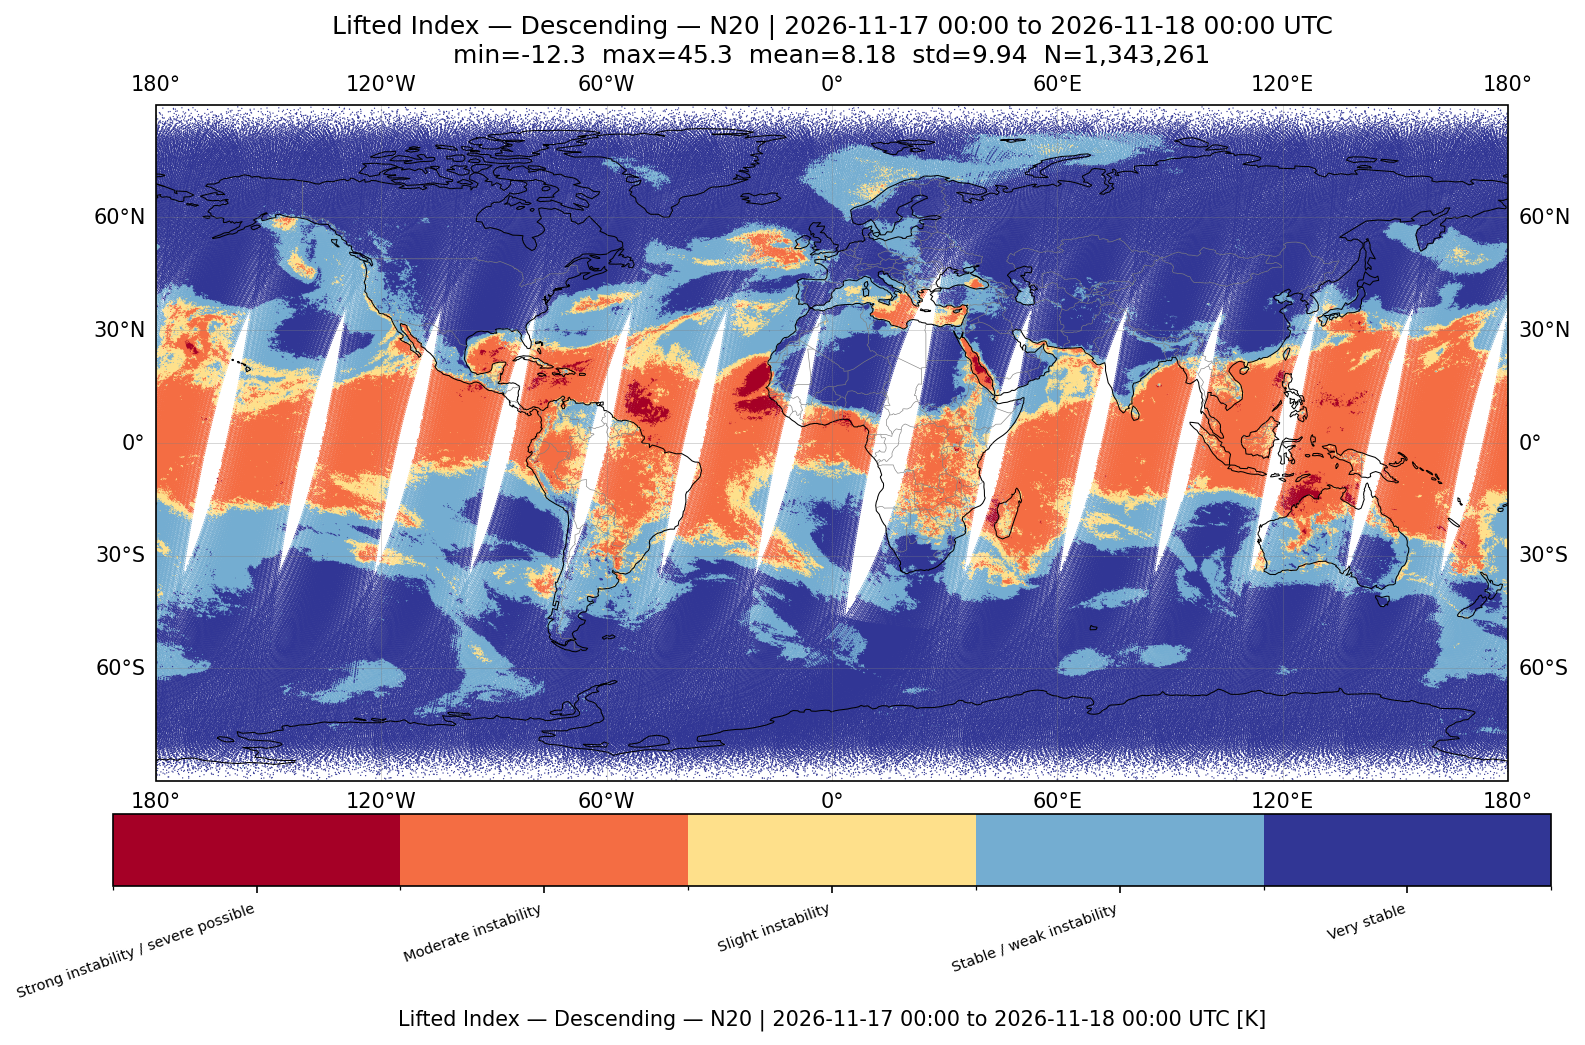 Lifted Index — Descending — N20 | 2026-11-17 00:00 to 2026-11-18 00:00 UTC
min=-12.3 max=45.3 mean=8.18 std=9.94 N=1,343,261
180° 120°W 60°W 0° 60°E 120°E 180°
60°N 60°N
30°N 30°N
0° 0°
30°S 30°S
60°S 60°S
180° 120°W 60°W 0° 60°E 120°E 180°
Strong instability / severe possible
Moderate instability
Slight instability
Stable / weak instability
Very stable
Lifted Index — Descending — N20 | 2026-11-17 00:00 to 2026-11-18 00:00 UTC [K]